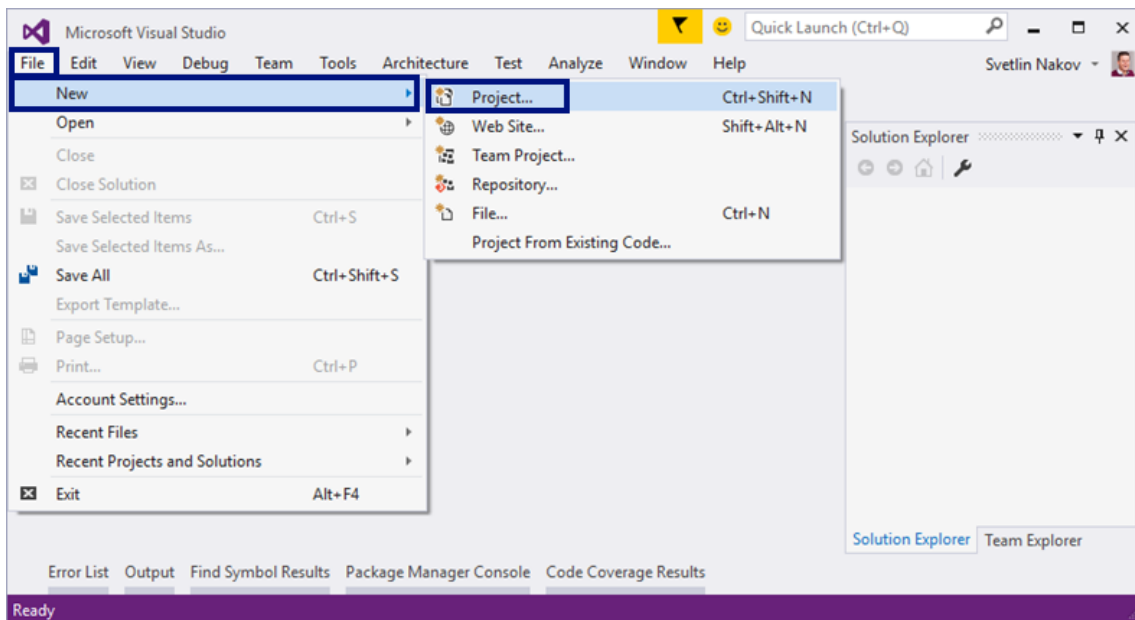 Microsoft Visual Studio
Quick Launch (Ctrl+Q)
File Edit View Debug Team Tools Architecture Test Analyze Window Help
Svetlin Nakov
New
Open
Close
Close Solution
Save Selected Items Ctrl+S
Save Selected Items As...
Save All Ctrl+Shift+S
Export Template...
Page Setup...
Print... Ctrl+P
Account Settings...
Recent Files
Recent Projects and Solutions
Exit Alt+F4
Project... Ctrl+Shift+N
Web Site... Shift+Alt+N
Team Project...
Repository...
File... Ctrl+N
Project From Existing Code...
Solution Explorer
Solution Explorer Team Explorer
Error List Output Find Symbol Results Package Manager Console Code Coverage Results
Ready